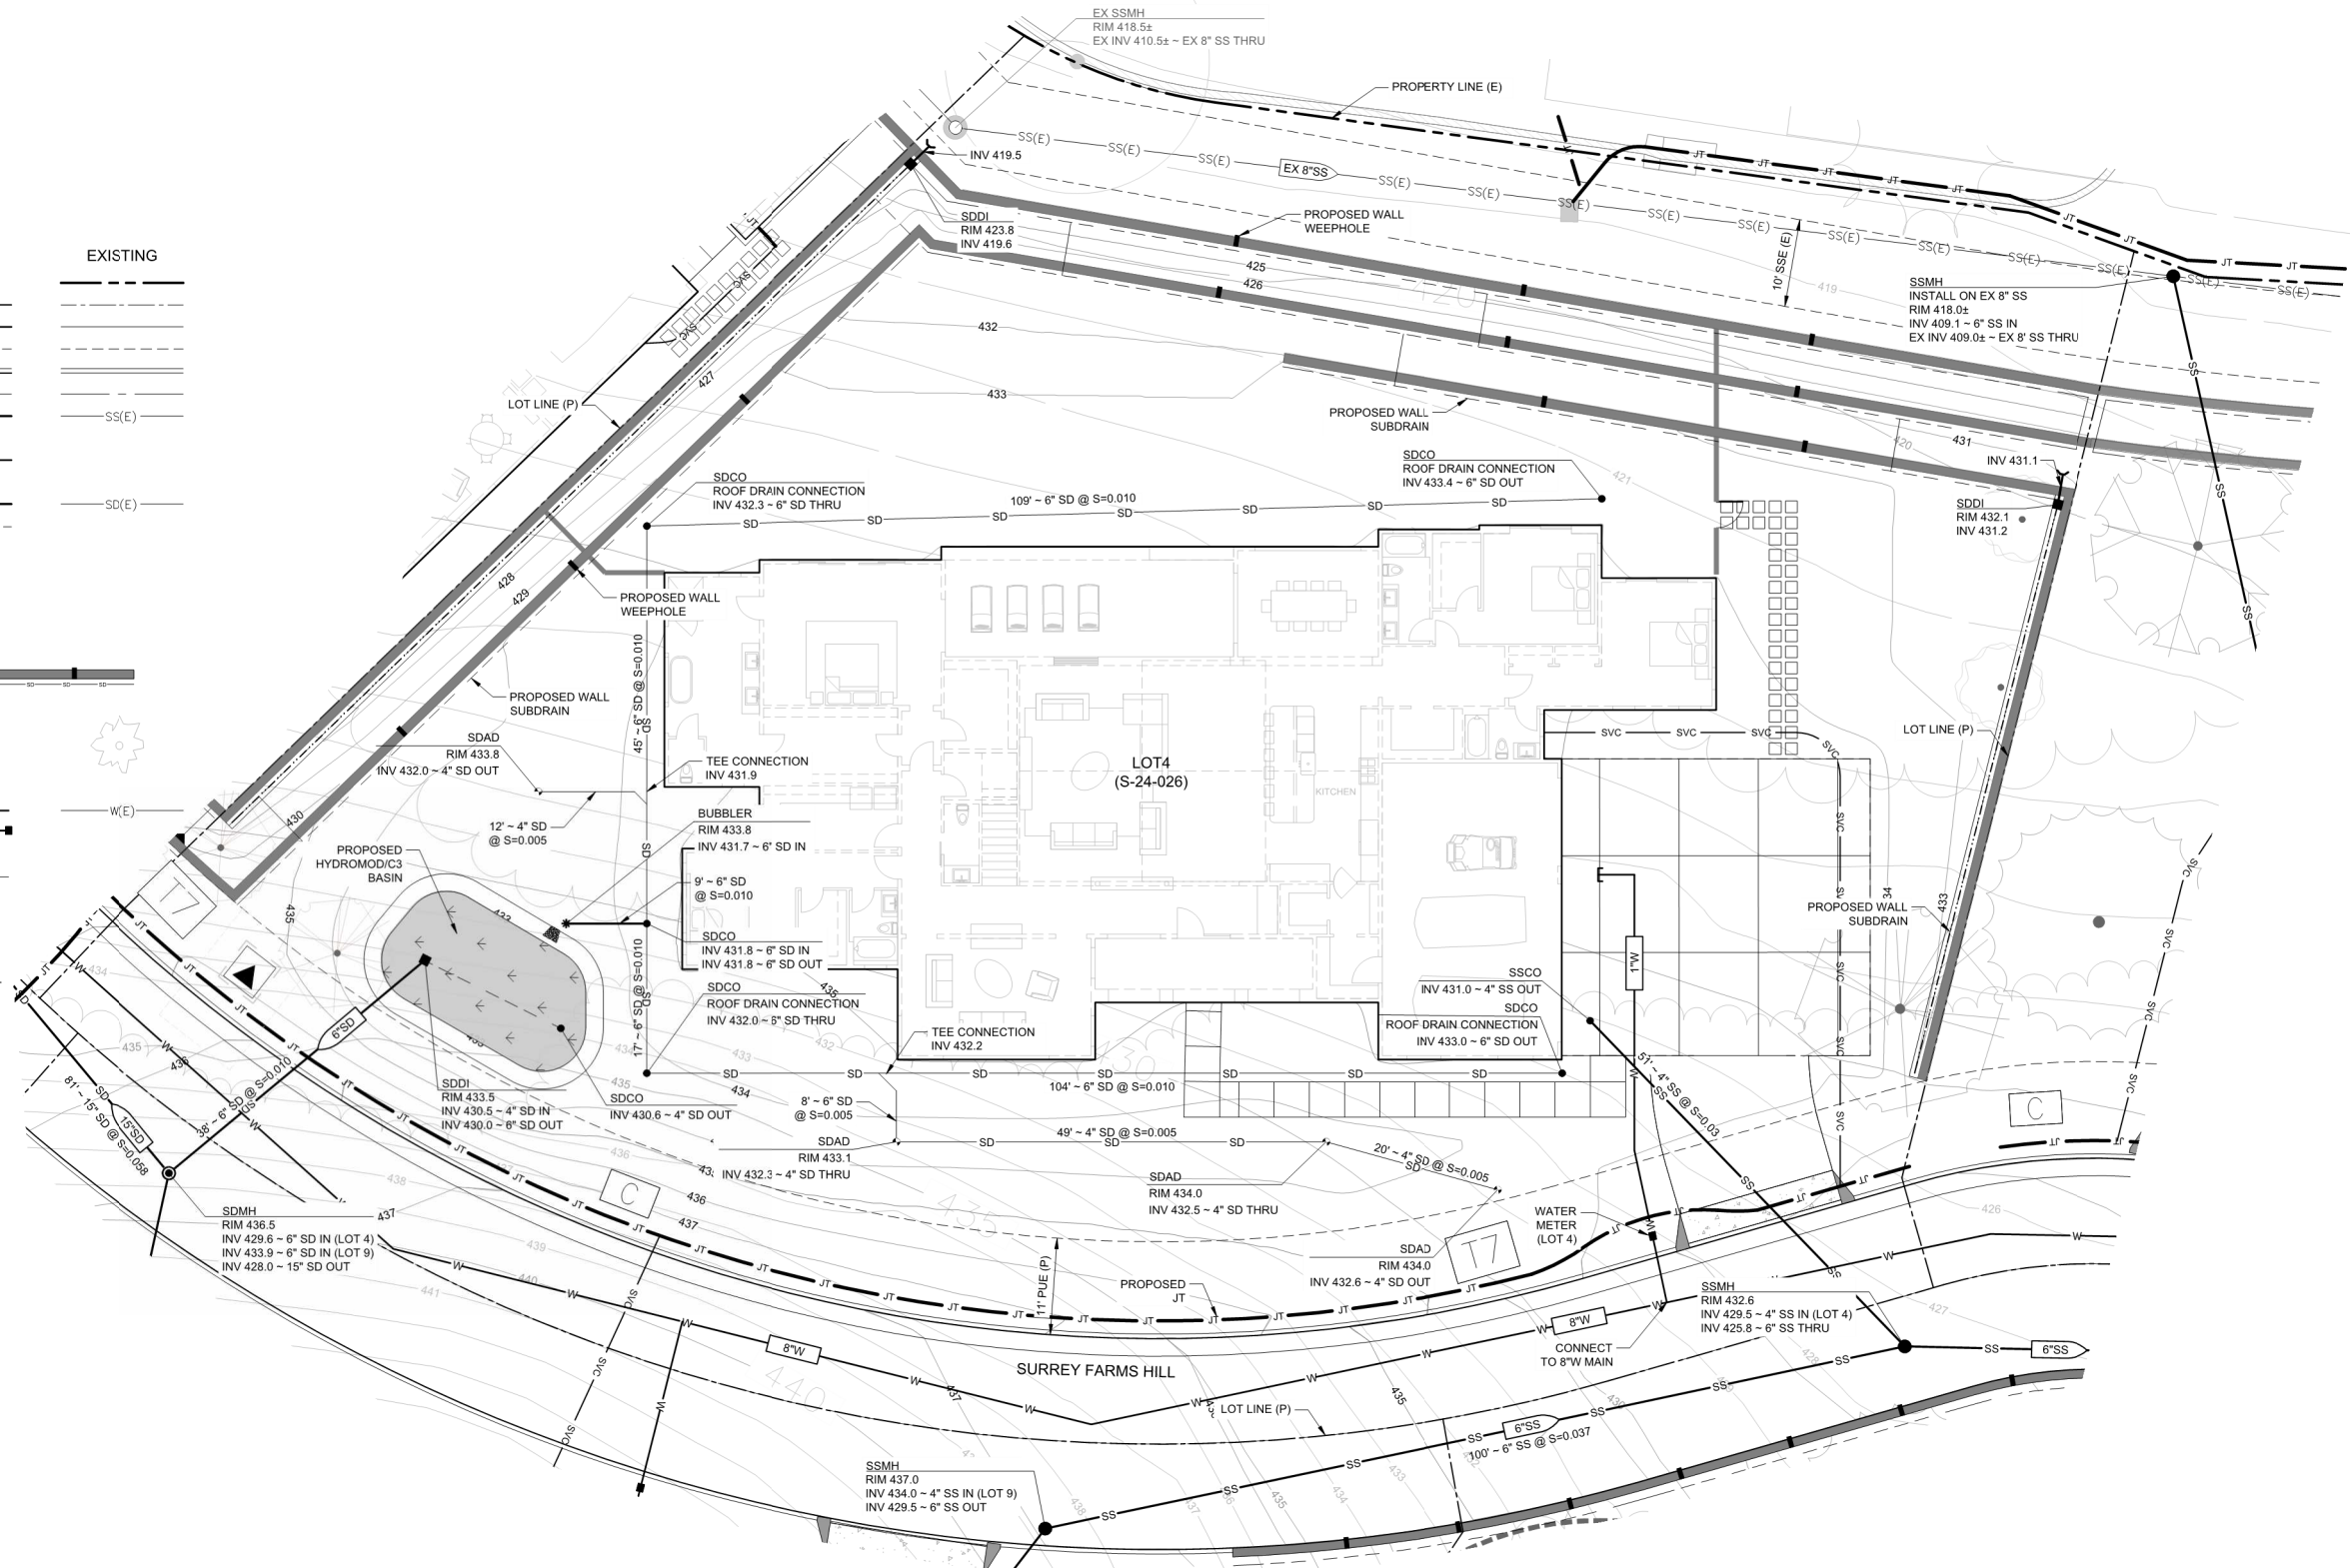 EX SSMH
RIM 418.5±
EX INV 410.5± ~ EX 8" SS THRU
PROPERTY LINE (E)
INV 419.5
EX 8"SS
SDDI
RIM 423.8
INV 419.6
PROPOSED WALL
WEEPHOLE
10' SSE (E)
SSMH
INSTALL ON EX 8" SS
RIM 418.0±
INV 409.1 ~ 6" SS IN
EX INV 409.0± ~ EX 8' SS THRU
EXISTING
SS(E)
SD(E)
W(E)
425
426
419
420
432
433
427
LOT LINE (P)
PROPOSED WALL
SUBDRAIN
431
420
421
INV 431.1
SDDI
RIM 432.1
INV 431.2
SDCO
ROOF DRAIN CONNECTION
INV 432.3 ~ 6" SD THRU
109' ~ 6" SD @ S=0.010
SDCO
ROOF DRAIN CONNECTION
INV 433.4 ~ 6" SD OUT
428
429
PROPOSED WALL
WEEPHOLE
45' ~ 6" SD @ S=0.010
PROPOSED WALL
SUBDRAIN
SDAD
RIM 433.8
INV 432.0 ~ 4" SD OUT
TEE CONNECTION
INV 431.9
LOT4
(S-24-026)
KITCHEN
LOT LINE (P)
430
12' ~ 4" SD
@ S=0.005
BUBBLER
RIM 433.8
INV 431.7 ~ 6" SD IN
PROPOSED
HYDROMOD/C3
BASIN
9' ~ 6" SD
@ S=0.010
SDCO
INV 431.8 ~ 6" SD IN
INV 431.8 ~ 6" SD OUT
17' ~ 6" SD @ S=0.010
SDCO
ROOF DRAIN CONNECTION
INV 432.0 ~ 6" SD THRU
T7
435
PROPOSED WALL
SUBDRAIN
433
34
1"W
SSCO
INV 431.0 ~ 4" SS OUT
SDCO
ROOF DRAIN CONNECTION
INV 433.0 ~ 6" SD OUT
TEE CONNECTION
INV 432.2
104' ~ 6" SD @ S=0.010
51' ~ 4" SS @ S=0.03
6"SD
SDDI
RIM 433.5
INV 430.5 ~ 4" SD IN
INV 430.0 ~ 6" SD OUT
SDCO
INV 430.6 ~ 4" SD OUT
8' ~ 6" SD
@ S=0.005
49' ~ 4" SD @ S=0.005
20' ~ 4" SD @ S=0.005
SDAD
RIM 433.1
INV 432.3 ~ 4" SD THRU
SDAD
RIM 434.0
INV 432.5 ~ 4" SD THRU
SDAD
RIM 434.0
INV 432.6 ~ 4" SD OUT
81' ~ 15" SD @ S=0.058
15"SD
38' ~ 6" SD @ S=0.010
SDMH
RIM 436.5
INV 429.6 ~ 6" SD IN (LOT 4)
INV 433.9 ~ 6" SD IN (LOT 9)
INV 428.0 ~ 15" SD OUT
C
T7
C
WATER
METER
(LOT 4)
11' PUE (P)
PROPOSED
JT
8"W
8"W
CONNECT
TO 8"W MAIN
SSMH
RIM 432.6
INV 429.5 ~ 4" SS IN (LOT 4)
INV 425.8 ~ 6" SS THRU
6"SS
SURREY FARMS HILL
LOT LINE (P)
6"SS
100' ~ 6" SS @ S=0.037
SSMH
RIM 437.0
INV 434.0 ~ 4" SS IN (LOT 9)
INV 429.5 ~ 6" SS OUT